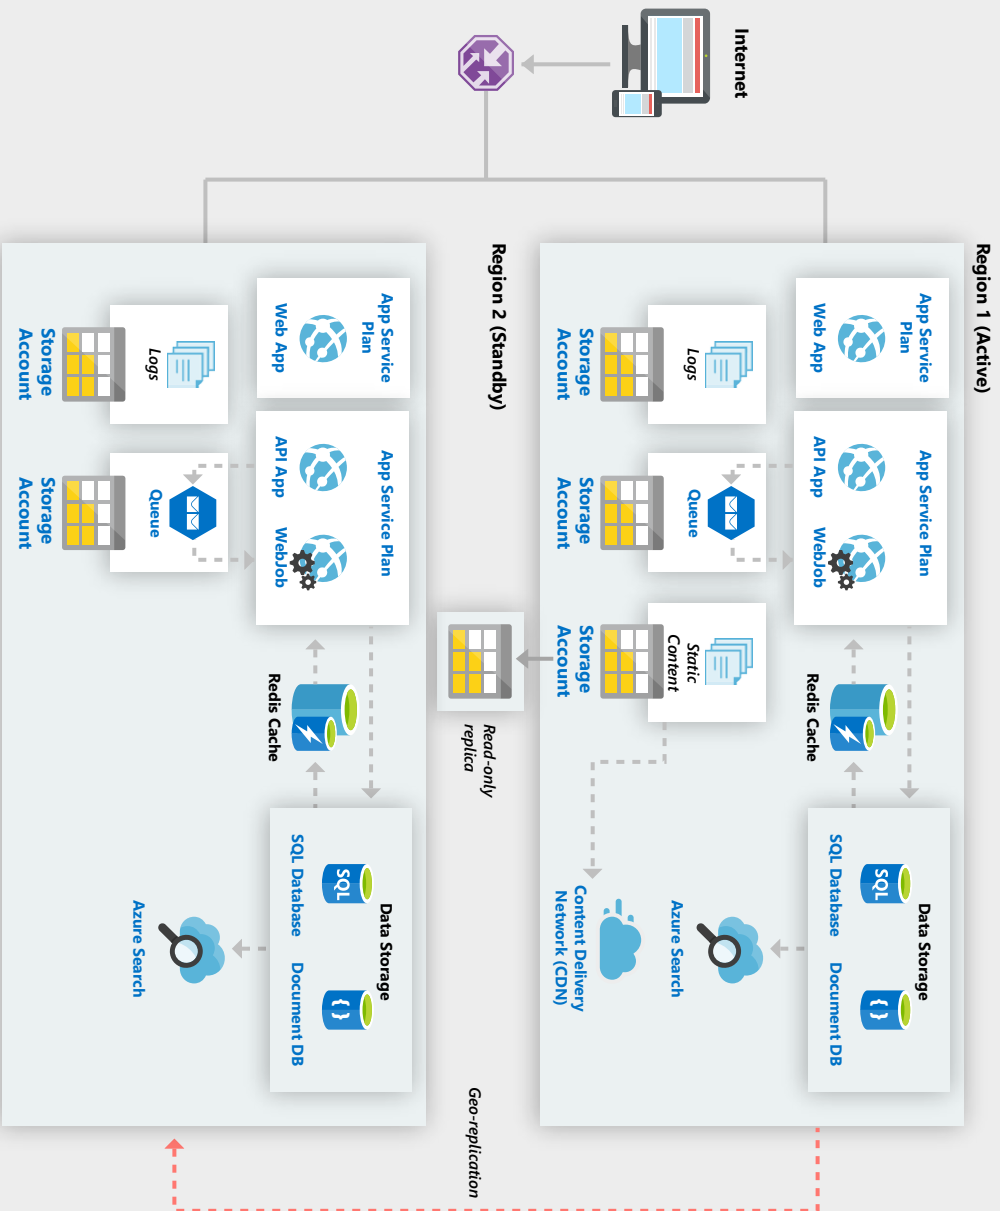 Internet
Region 1 (Active)
App Service
Plan
Web App
App Service Plan
API App
WebJob
Redis Cache
Data Storage
SQL
{ }
SQL Database
Document DB
Logs
Storage
Account
Queue
Storage
Account
Static
Content
Storage
Account
Azure Search
Content Delivery
Network (CDN)
Read-only
replica
Geo-replication
Region 2 (Standby)
App Service
Plan
Web App
App Service Plan
API App
WebJob
Redis Cache
Data Storage
SQL
{ }
SQL Database
Document DB
Logs
Storage
Account
Queue
Storage
Account
Azure Search